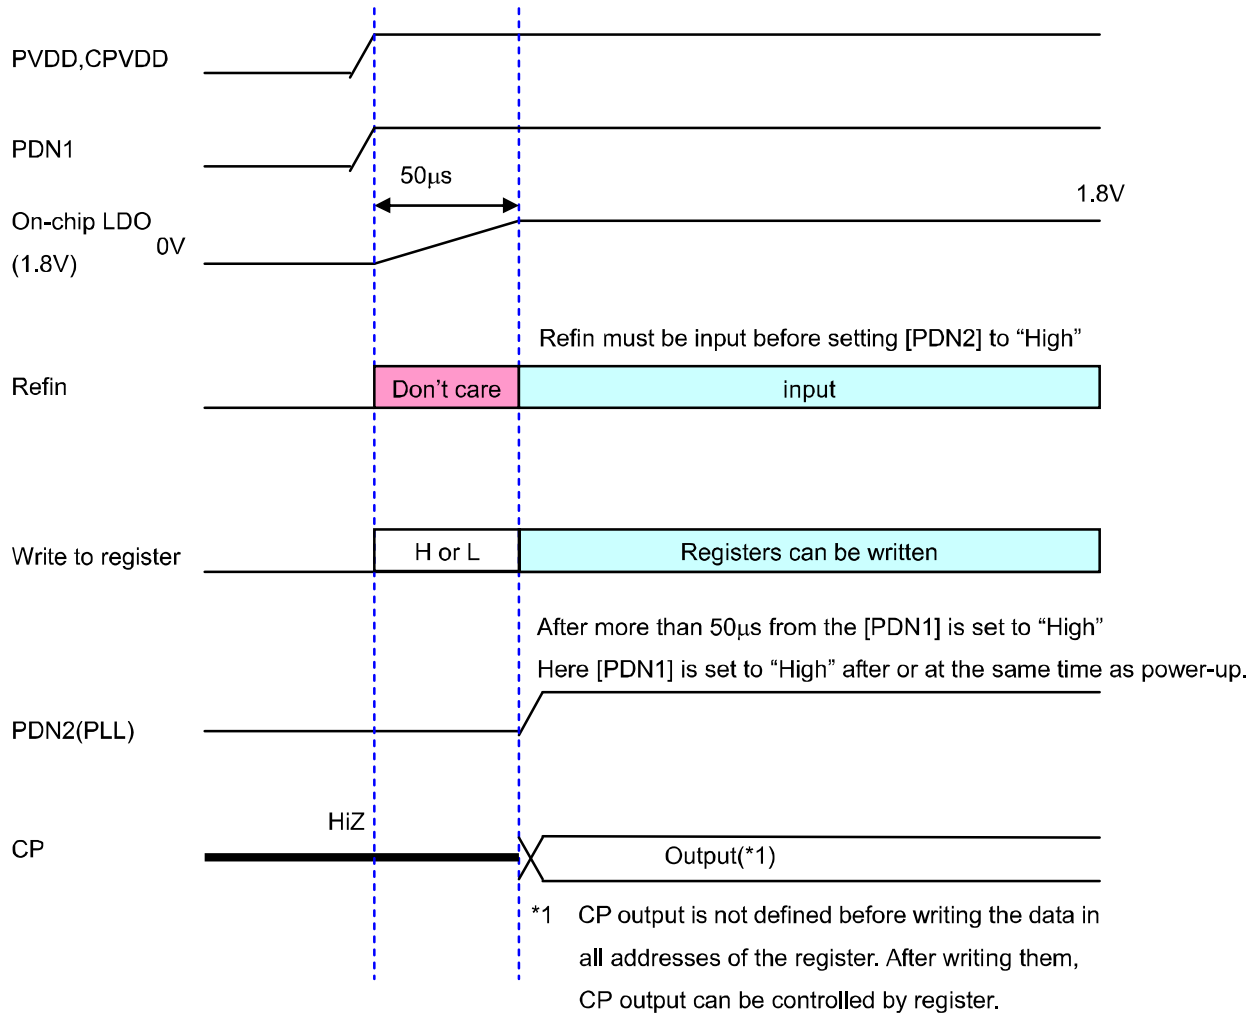 PVDD,CPVDD
PDN1
50μs
1.8V
On-chip LDO
0V
(1.8V)
Refin must be input before setting [PDN2] to “High”
Refin
Don’t care
input
Write to register
H or L
Registers can be written
After more than 50μs from the [PDN1] is set to “High”
Here [PDN1] is set to “High” after or at the same time as power-up.
PDN2(PLL)
HiZ
CP
Output(*1)
*1 CP output is not defined before writing the data in
all addresses of the register. After writing them,
CP output can be controlled by register.